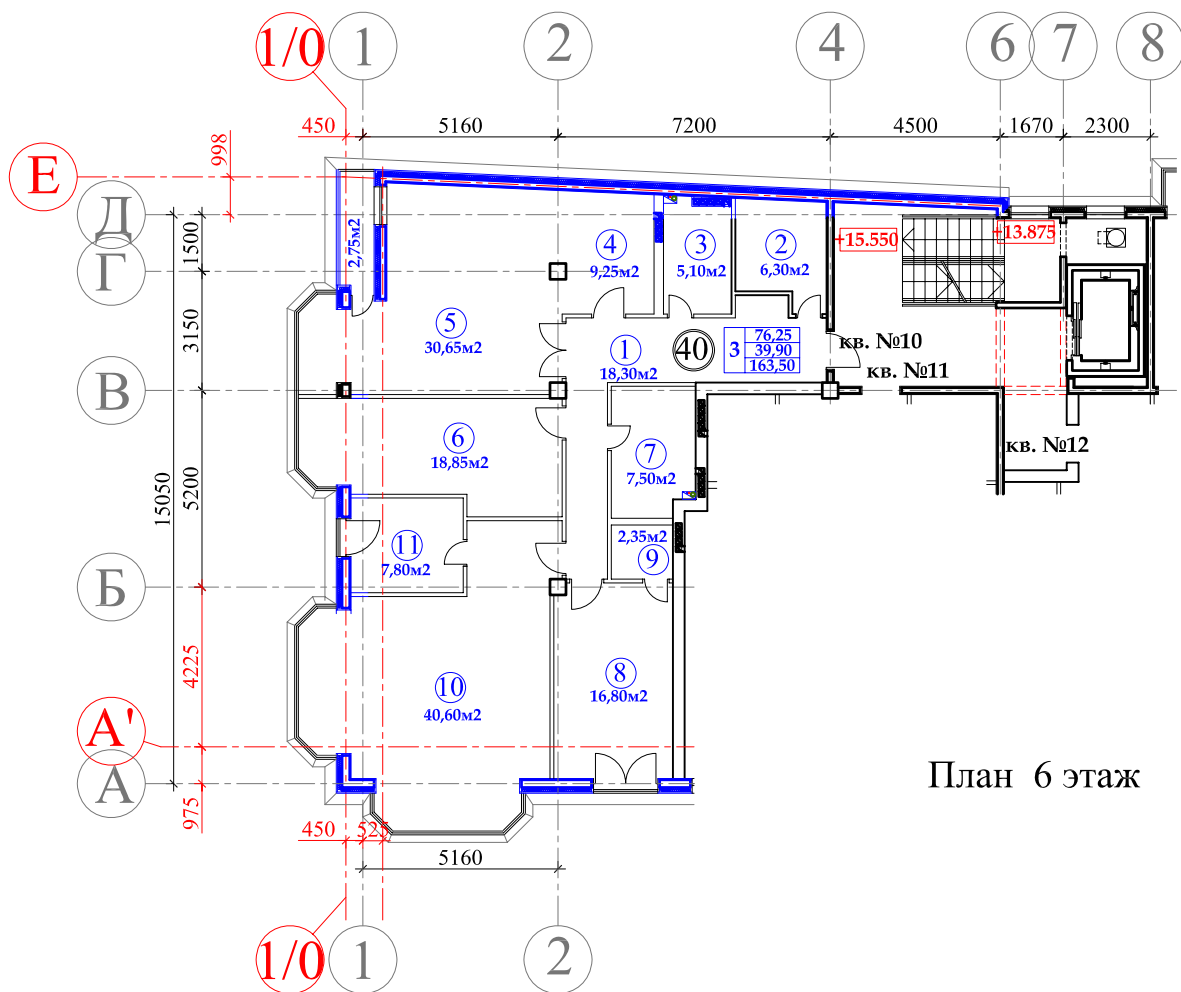 1/0
1
2
4
6
7
8
450
5160
7200
4500
1670
2300
998
Е
Д
Г
В
Б
А'
А
1500
3150
5200
15050
4225
975
2,75м2
4
9,25м2
3
5,10м2
2
6,30м2
+15.550
+13.875
5
30,65м2
1
18,30м2
40
3
76,25
39,90
163,50
кв. №10
кв. №11
кв. №12
6
18,85м2
7
7,50м2
11
7,80м2
2,35м2
9
8
16,80м2
10
40,60м2
План 6 этаж
450
525
5160
1/0
1
2